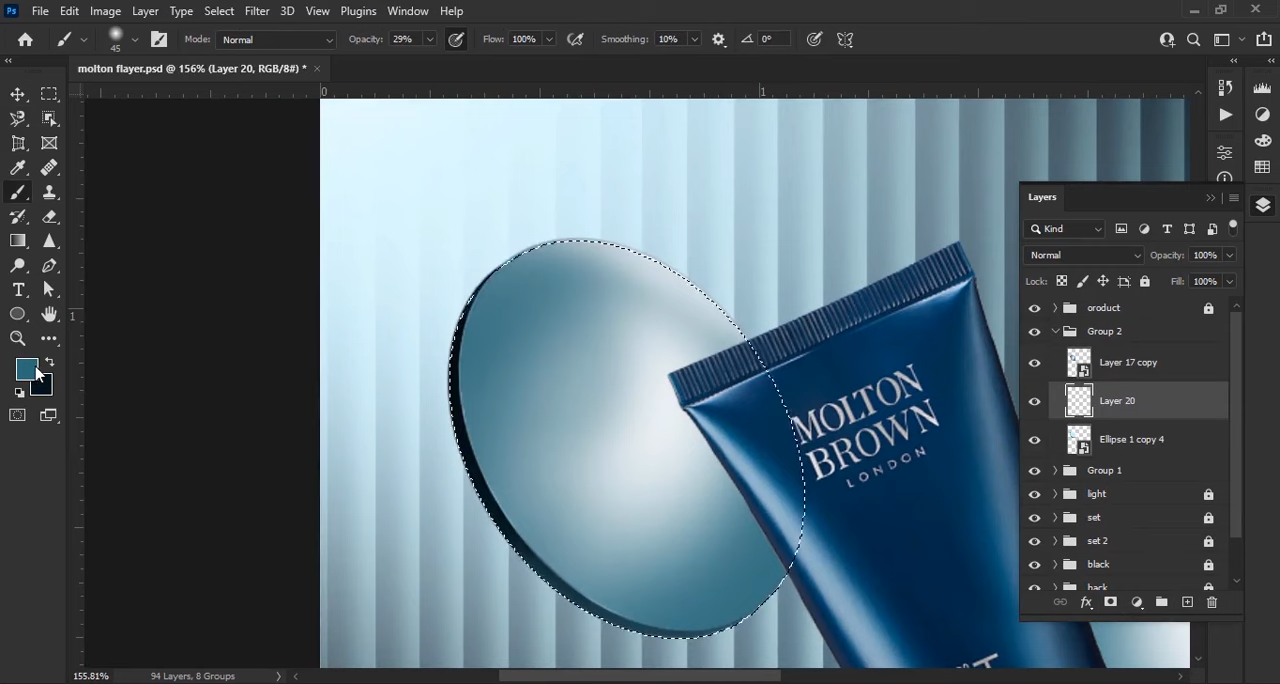 Ps File Edit Image Layer Type Select Filter 3D View Plugins Window Help
45 Mode: Normal Opacity: 29% Flow: 100% Smoothing: 10% 0°
molton flayer.psd @ 156% (Layer 20, RGB/8#) * ×
0 1
1
MOLTON
BROWN
LONDON
Layers
Kind
Normal Opacity: 100%
Lock: Fill: 100%
oroduct
Group 2
Layer 17 copy
Layer 20
Ellipse 1 copy 4
Group 1
light
set
set 2
black
back
fx
155.81% 94 Layers, 8 Groups